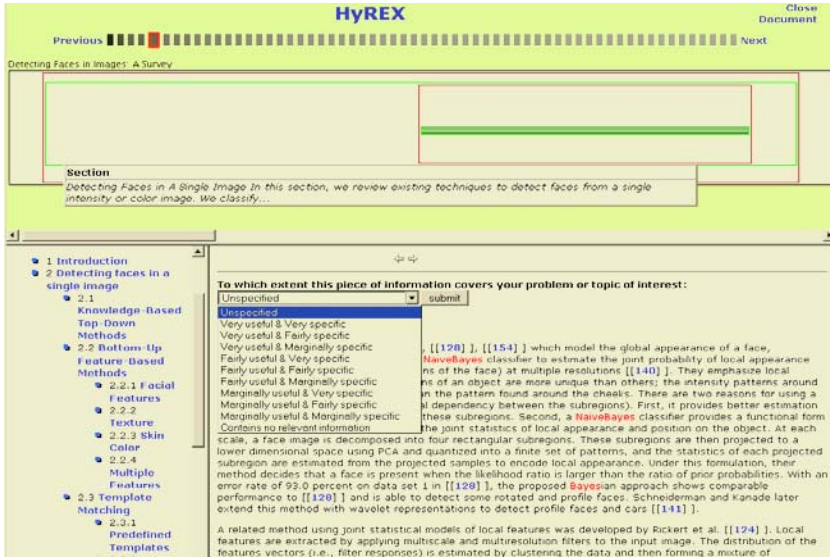 HyREX
Close
Document
Previous
Next
Detecting Faces in Images: A Survey
Section
Detecting Faces in A Single Image In this section, we review existing techniques to detect faces from a single
intensity or color image. We classify...
1 Introduction
2 Detecting faces in a
single image
2.1
Knowledge-Based
Top-Down
Methods
2.2 Bottom-Up
Feature-Based
Methods
2.2.1 Facial
Features
2.2.2
Texture
2.2.3 Skin
Color
2.2.4
Multiple
Features
2.3 Template
Matching
2.3.1
Predefined
Templates
To which extent this piece of information covers your problem or topic of interest:
Unspecified
submit
Unspecified
Very useful & Very specific
Very useful & Fairly specific
Very useful & Marginally specific
Fairly useful & Very specific
Fairly useful & Fairly specific
Fairly useful & Marginally specific
Marginally useful & Very specific
Marginally useful & Fairly specific
Marginally useful & Marginally specific
Contains no relevant information
, [[128] ], [[154] ] which model the global appearance of a face,
NaiveBayes classifier to estimate the joint probability of local appearance
ns of the face) at multiple resolutions [[140] ]. They emphasize local
ns of an object are more unique than others; the intensity patterns around
n the pattern found around the cheeks. There are two reasons for using a
l dependency between the subregions). First, it provides better estimation
these subregions. Second, a NaiveBayes classifier provides a functional form
the joint statistics of local appearance and position on the object. At each
scale, a face image is decomposed into four rectangular subregions. These subregions are then projected to a
lower dimensional space using PCA and quantized into a finite set of patterns, and the statistics of each projected
subregion are estimated from the projected samples to encode local appearance. Under this formulation, their
method decides that a face is present when the likelihood ratio is larger than the ratio of prior probabilities. With an
error rate of 93.0 percent on data set 1 in [[128] ], the proposed Bayesian approach shows comparable
performance to [[128] ] and is able to detect some rotated and profile faces. Schneiderman and Kanade later
extend this method with wavelet representations to detect profile faces and cars [[141] ].
A related method using joint statistical models of local features was developed by Rickert et al. [[124] ]. Local
features are extracted by applying multiscale and multiresolution filters to the input image. The distribution of the
features vectors (i.e., filter responses) is estimated by clustering the data and then forming a mixture of